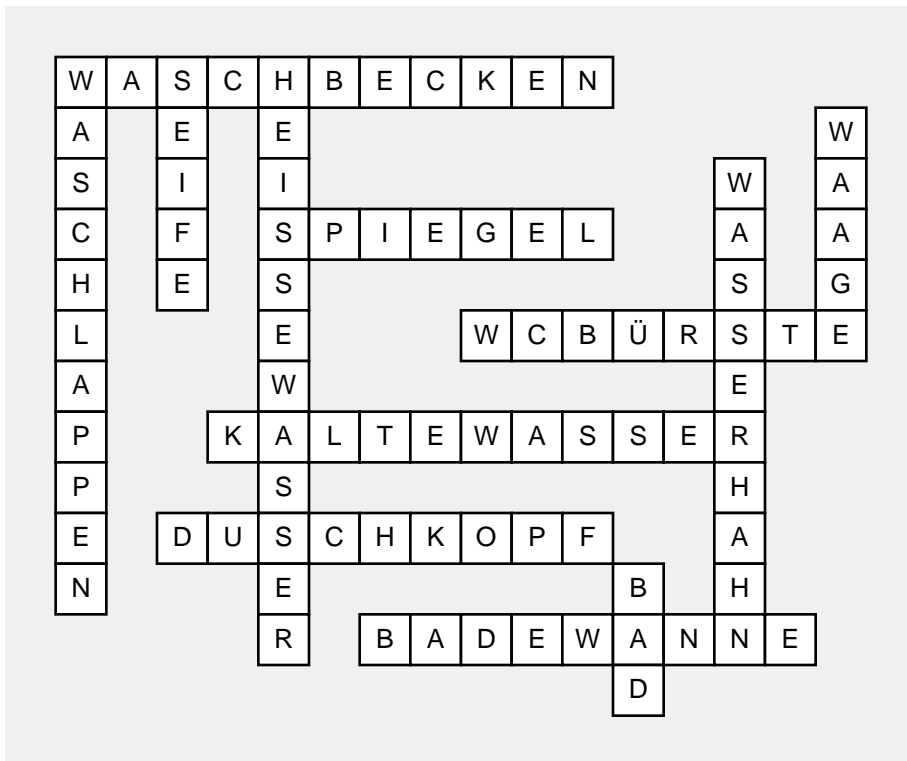 W A S C H B E C K E N
A E E W
S I I W A
C F S P I E G E L A A
H E S S G
L E W C B Ü R S T E
A W E
P K A L T E W A S S E R
P S H
E D U S C H K O P F A
N E B H
R B A D E W A N N E
D